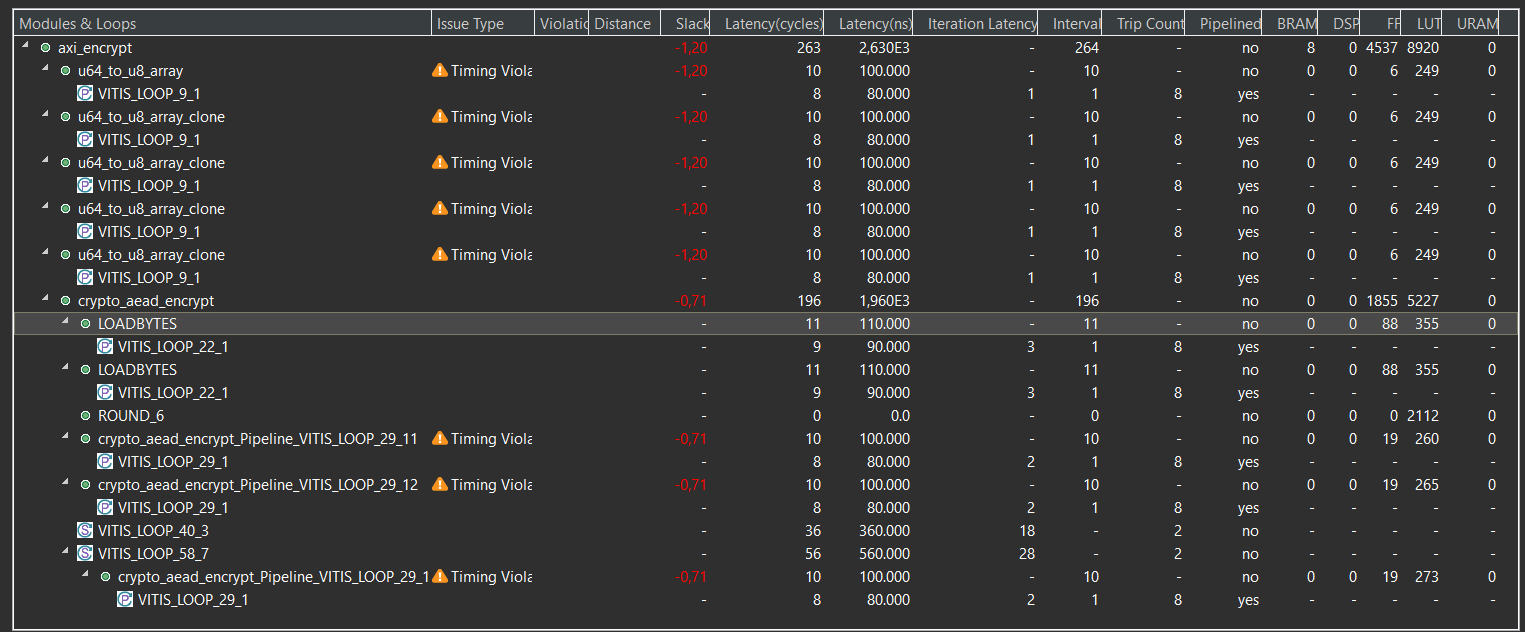 Modules & Loops Issue Type Violatic Distance Slack Latency(cycles) Latency(ns) Iteration Latency Interval Trip Count Pipelined BRAM DSP FF LUT URAM
axi_encrypt -1,20 263 2,630E3 - 264 - no 8 0 4537 8920 0
u64_to_u8_array Timing Viola -1,20 10 100.000 - 10 - no 0 0 6 249 0
VITIS_LOOP_9_1 - 8 80.000 1 1 8 yes - - - - -
u64_to_u8_array_clone Timing Viola -1,20 10 100.000 - 10 - no 0 0 6 249 0
VITIS_LOOP_9_1 - 8 80.000 1 1 8 yes - - - - -
u64_to_u8_array_clone Timing Viola -1,20 10 100.000 - 10 - no 0 0 6 249 0
VITIS_LOOP_9_1 - 8 80.000 1 1 8 yes - - - - -
u64_to_u8_array_clone Timing Viola -1,20 10 100.000 - 10 - no 0 0 6 249 0
VITIS_LOOP_9_1 - 8 80.000 1 1 8 yes - - - - -
u64_to_u8_array_clone Timing Viola -1,20 10 100.000 - 10 - no 0 0 6 249 0
VITIS_LOOP_9_1 - 8 80.000 1 1 8 yes - - - - -
crypto_aead_encrypt -0,71 196 1,960E3 - 196 - no 0 0 1855 5227 0
LOADBYTES - 11 110.000 - 11 - no 0 0 88 355 0
VITIS_LOOP_22_1 - 9 90.000 3 1 8 yes - - - - -
LOADBYTES - 11 110.000 - 11 - no 0 0 88 355 0
VITIS_LOOP_22_1 - 9 90.000 3 1 8 yes - - - - -
ROUND_6 - 0 0.0 - 0 - no 0 0 0 2112 0
crypto_aead_encrypt_Pipeline_VITIS_LOOP_29_11 Timing Viola -0,71 10 100.000 - 10 - no 0 0 19 260 0
VITIS_LOOP_29_1 - 8 80.000 2 1 8 yes - - - - -
crypto_aead_encrypt_Pipeline_VITIS_LOOP_29_12 Timing Viola -0,71 10 100.000 - 10 - no 0 0 19 265 0
VITIS_LOOP_29_1 - 8 80.000 2 1 8 yes - - - - -
VITIS_LOOP_40_3 - 36 360.000 18 - 2 no - - - - -
VITIS_LOOP_58_7 - 56 560.000 28 - 2 no - - - - -
crypto_aead_encrypt_Pipeline_VITIS_LOOP_29_1 Timing Viola -0,71 10 100.000 - 10 - no 0 0 19 273 0
VITIS_LOOP_29_1 - 8 80.000 2 1 8 yes - - - - -